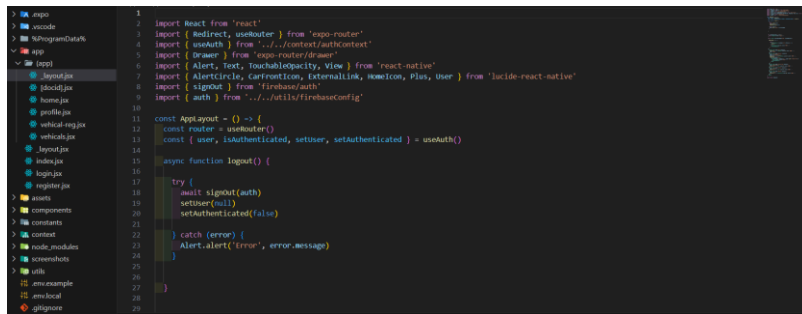 .expo
.vscode
%ProgramData%
app
(app)
_layout.jsx
[docid].jsx
home.jsx
profile.jsx
vehical-reg.jsx
vehicals.jsx
_layout.jsx
index.jsx
login.jsx
register.jsx
assets
components
constants
context
node_modules
screenshots
utils
.env.example
.env.local
.gitignore
1
2 import React from 'react'
3 import { Redirect, useRouter } from 'expo-router'
4 import { useAuth } from '../../context/authContext'
5 import { Drawer } from 'expo-router/drawer'
6 import { Alert, Text, TouchableOpacity, View } from 'react-native'
7 import { AlertCircle, CarFrontIcon, ExternalLink, HomeIcon, Plus, User } from 'lucide-react-native'
8 import { signOut } from 'firebase/auth'
9 import { auth } from '../../utils/firebaseConfig'
10
11 const AppLayout = () => {
12 const router = useRouter()
13 const { user, isAuthenticated, setUser, setAuthenticated } = useAuth()
14
15 async function logout() {
16
17 try {
18 await signOut(auth)
19 setUser(null)
20 setAuthenticated(false)
21
22 } catch (error) {
23 Alert.alert('Error', error.message)
24 }
25
26
27 }
28
29